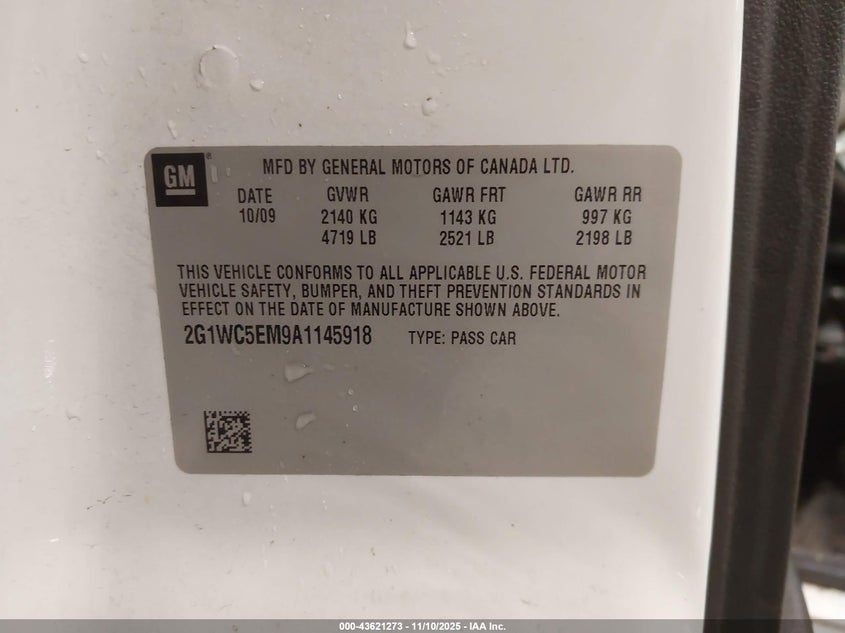 GM ® MFD BY GENERAL MOTORS OF CANADA LTD.
DATE GVWR GAWR FRT GAWR RR
10/09 2140 KG 1143 KG 997 KG
4719 LB 2521 LB 2198 LB
THIS VEHICLE CONFORMS TO ALL APPLICABLE U.S. FEDERAL MOTOR
VEHICLE SAFETY, BUMPER, AND THEFT PREVENTION STANDARDS IN
EFFECT ON THE DATE OF MANUFACTURE SHOWN ABOVE.
2G1WC5EM9A1145918 TYPE: PASS CAR
000-43621273 — 11/10/2025 — IAA Inc.